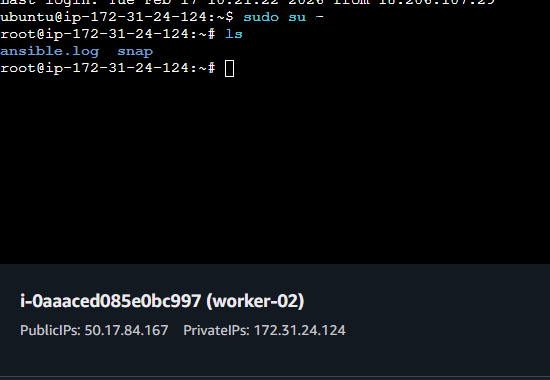 Last login: Tue Feb 17 10:21:22 2026 from 18.206.107.29
ubuntu@ip-172-31-24-124:~$ sudo su -
root@ip-172-31-24-124:~# ls
ansible.log  snap
root@ip-172-31-24-124:~#
i-0aaaced085e0bc997 (worker-02)
PublicIPs: 50.17.84.167    PrivateIPs: 172.31.24.124